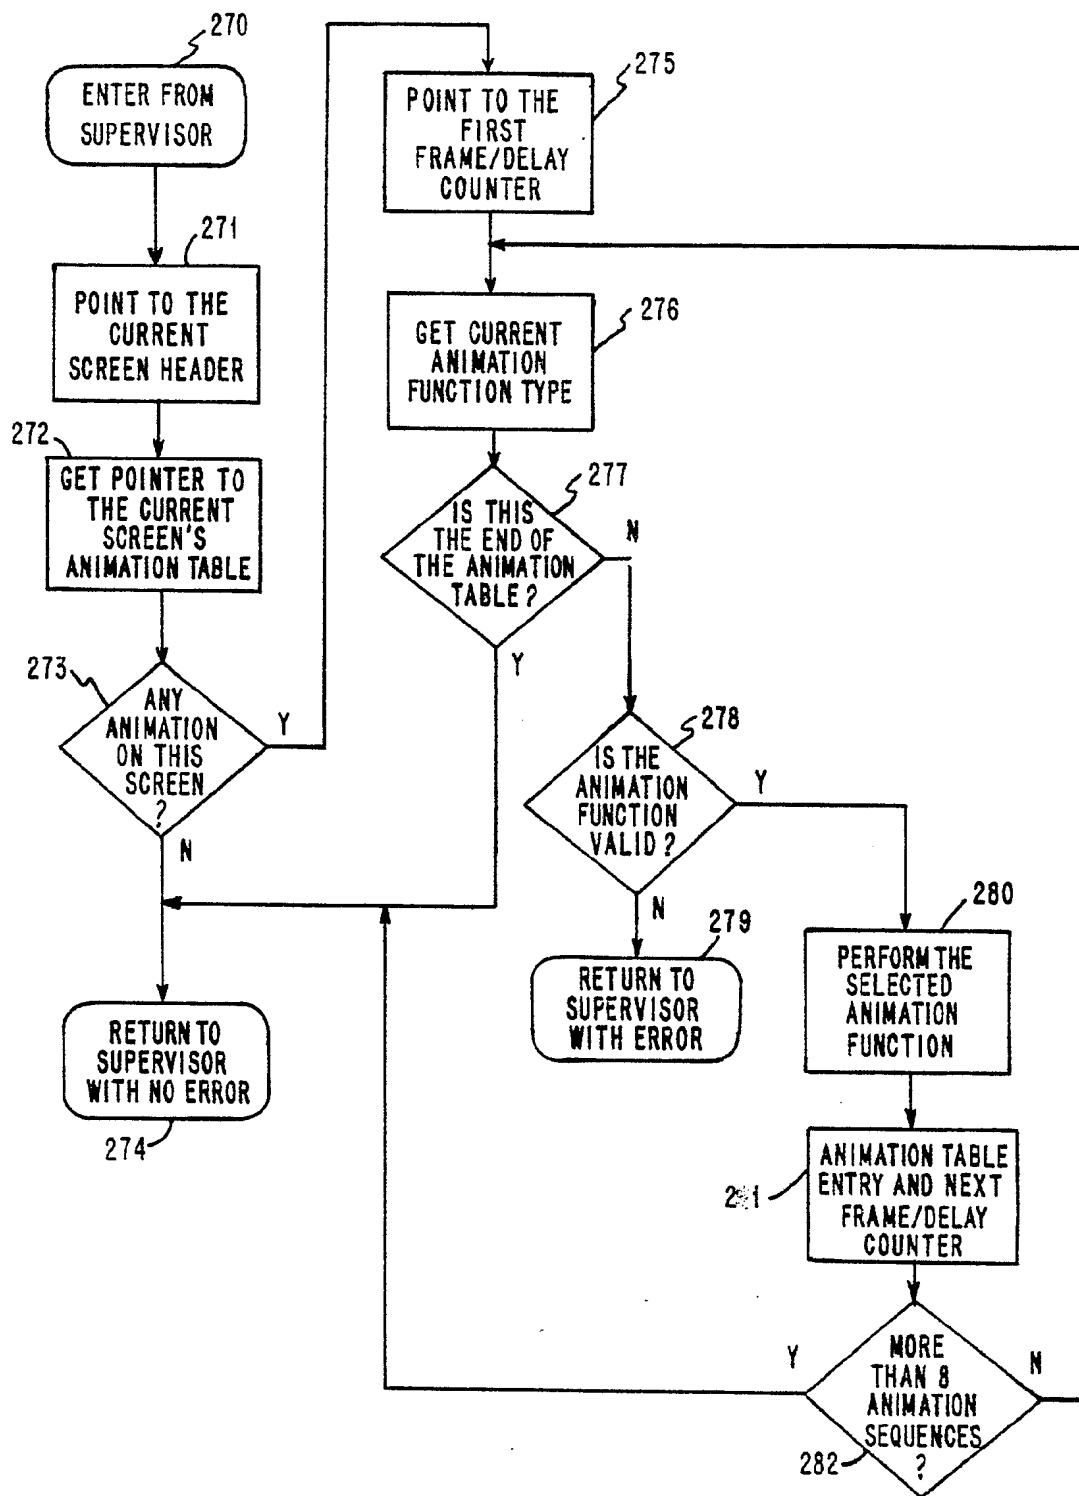 270
ENTER FROM
SUPERVISOR
271
POINT TO THE
CURRENT
SCREEN HEADER
272
GET POINTER TO
THE CURRENT
SCREEN'S
ANIMATION TABLE
273
ANY
ANIMATION
ON THIS
SCREEN
?
Y
N
RETURN TO
SUPERVISOR
WITH NO ERROR
274
275
POINT TO THE
FIRST
FRAME/DELAY
COUNTER
276
GET CURRENT
ANIMATION
FUNCTION TYPE
277
IS THIS
THE END OF
THE ANIMATION
TABLE?
N
Y
278
IS THE
ANIMATION
FUNCTION
VALID?
Y
N
279
RETURN TO
SUPERVISOR
WITH ERROR
280
PERFORM THE
SELECTED
ANIMATION
FUNCTION
ANIMATION TABLE
ENTRY AND NEXT
FRAME/DELAY
COUNTER
MORE
THAN 8
ANIMATION
SEQUENCES
?
Y
N
282